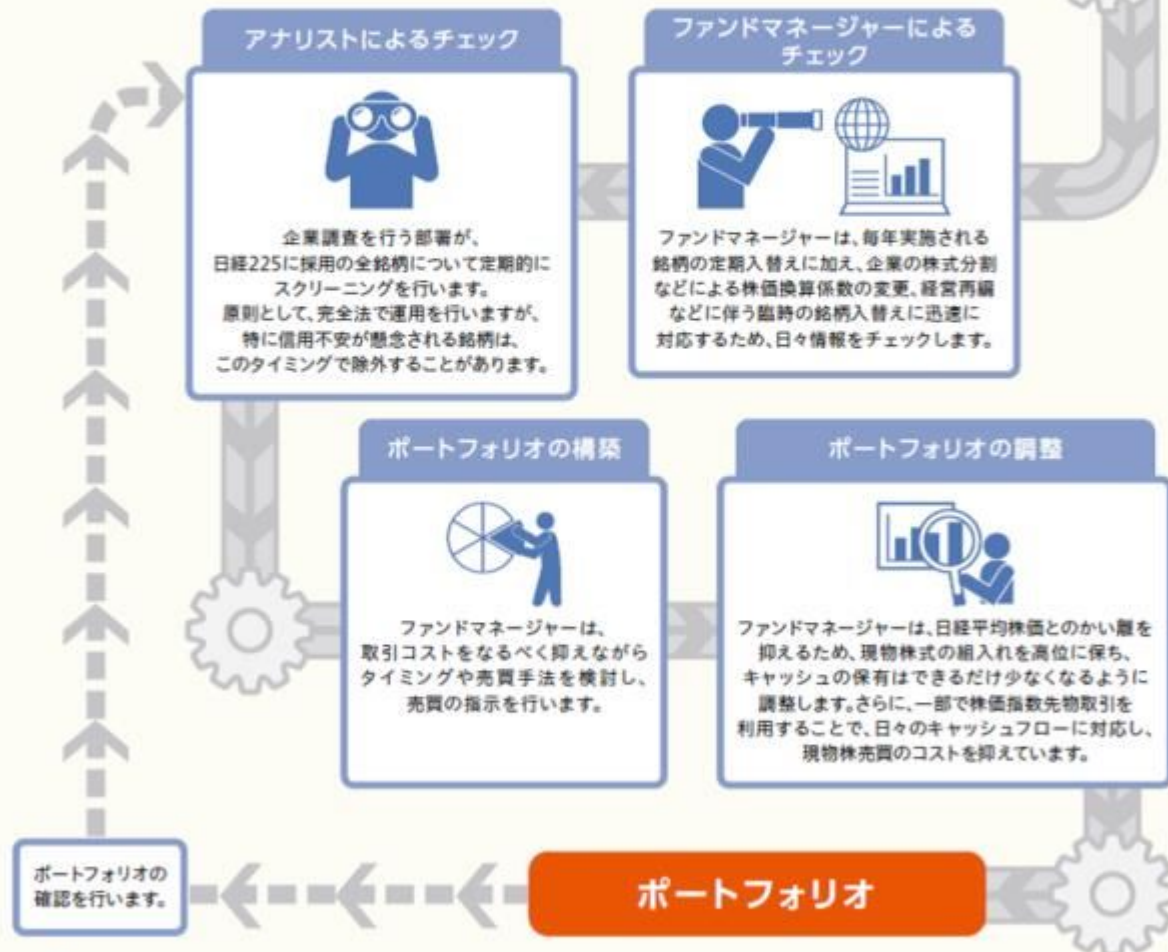 アナリストによるチェック
企業調査を行う部署が、
日経225に採用の全銘柄について定期的に
スクリーニングを行います。
原則として、完全法で運用を行いますが、
特に信用不安が懸念される銘柄は、
このタイミングで除外することがあります。
ファンドマネージャーによる
チェック
ファンドマネージャーは、毎年実施される
銘柄の定期入替えに加え、企業の株式分割
などによる株価換算係数の変更、経営再編
などに伴う臨時の銘柄入替えに迅速に
対応するため、日々情報をチェックします。
ポートフォリオの構築
ファンドマネージャーは、
取引コストをなるべく抑えながら
タイミングや売買手法を検討し、
売買の指示を行います。
ポートフォリオの調整
ファンドマネージャーは、日経平均株価とのかい離を
抑えるため、現物株式の組入れを高位に保ち、
キャッシュの保有はできるだけ少なくなるように
調整します。さらに、一部で株価指数先物取引を
利用することで、日々のキャッシュフローに対応し、
現物株売買のコストを抑えています。
ポートフォリオの
確認を行います。
ポートフォリオ